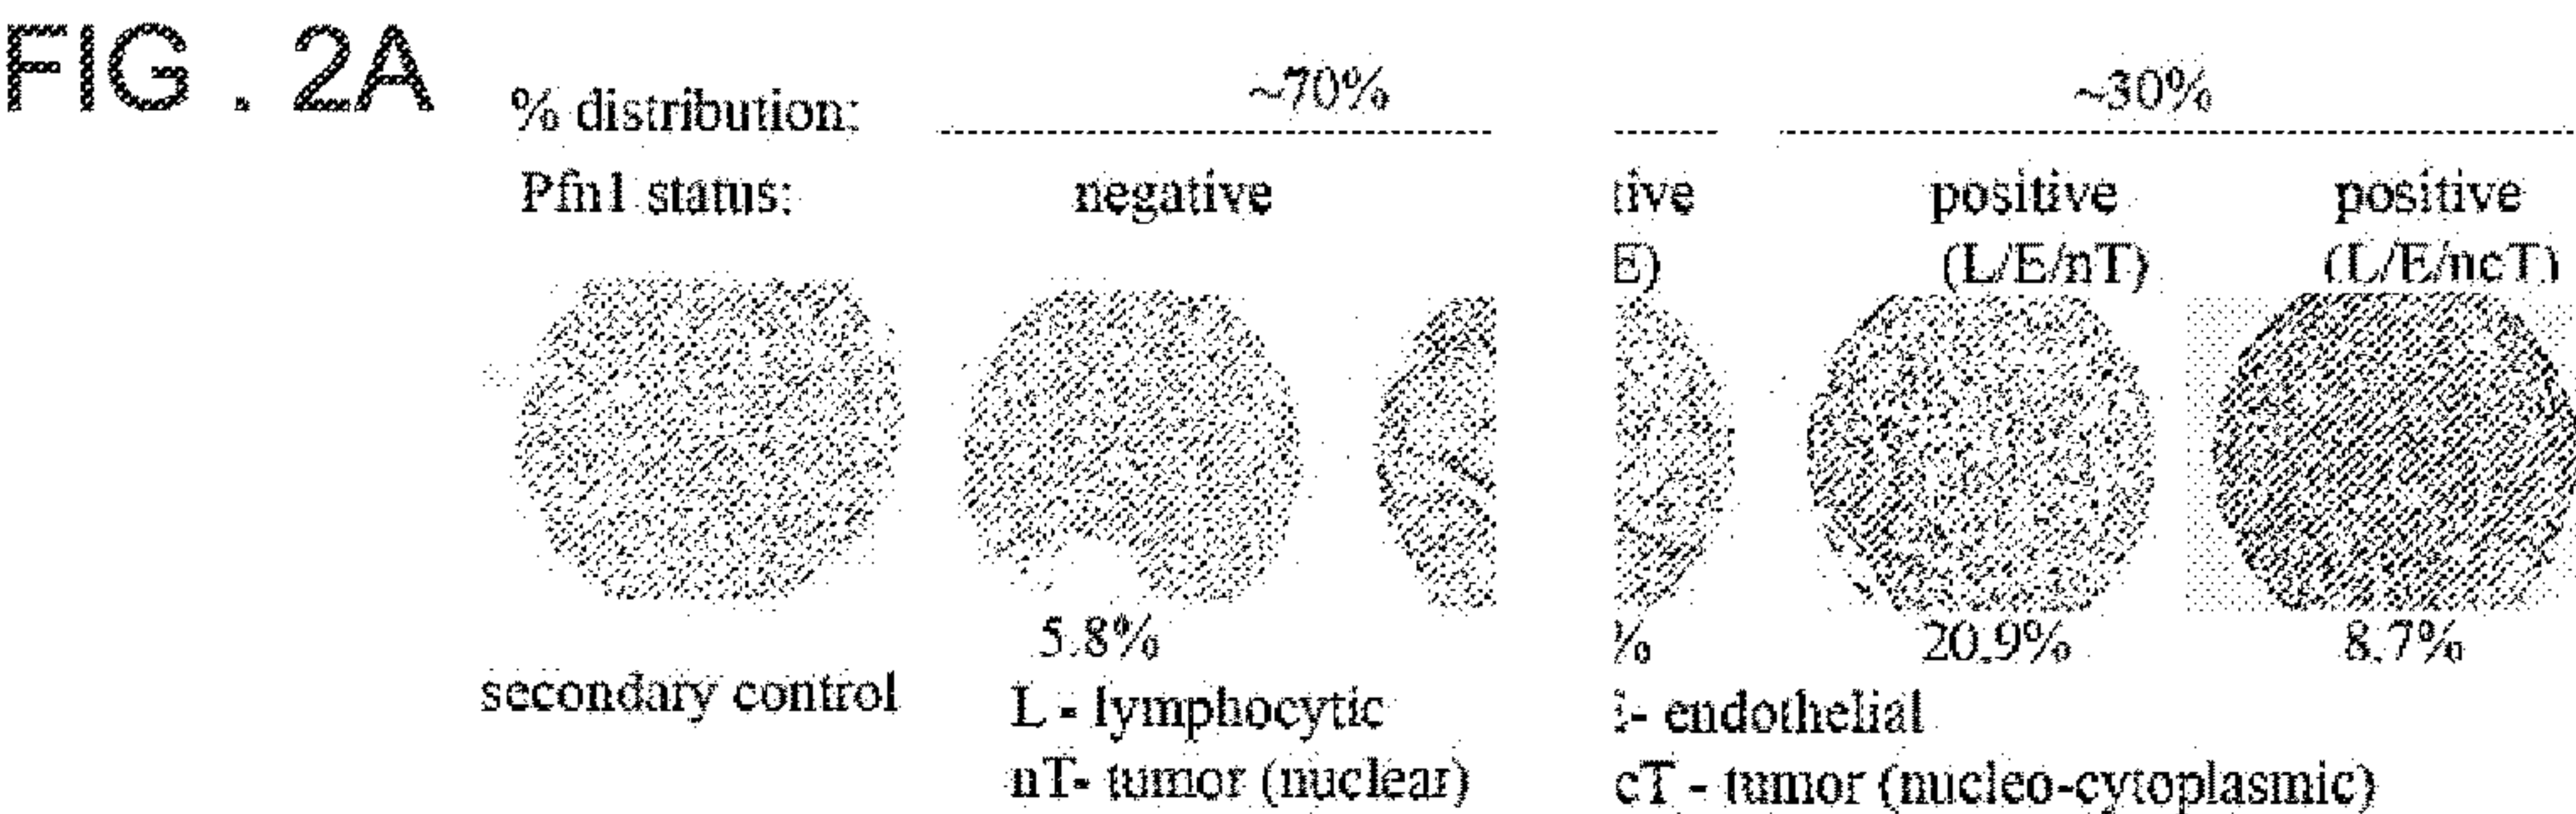 FIG. 2A
% distribution: ~70% ~30%
Pfn1 status: negative tive positive positive
E) (L/E/nT) (L/E/ncT)
5.8% % 20.9% 8.7%
secondary control
L - lymphocytic - endothelial
nT- tumor (nuclear) cT - tumor (nucleo-cytoplasmic)